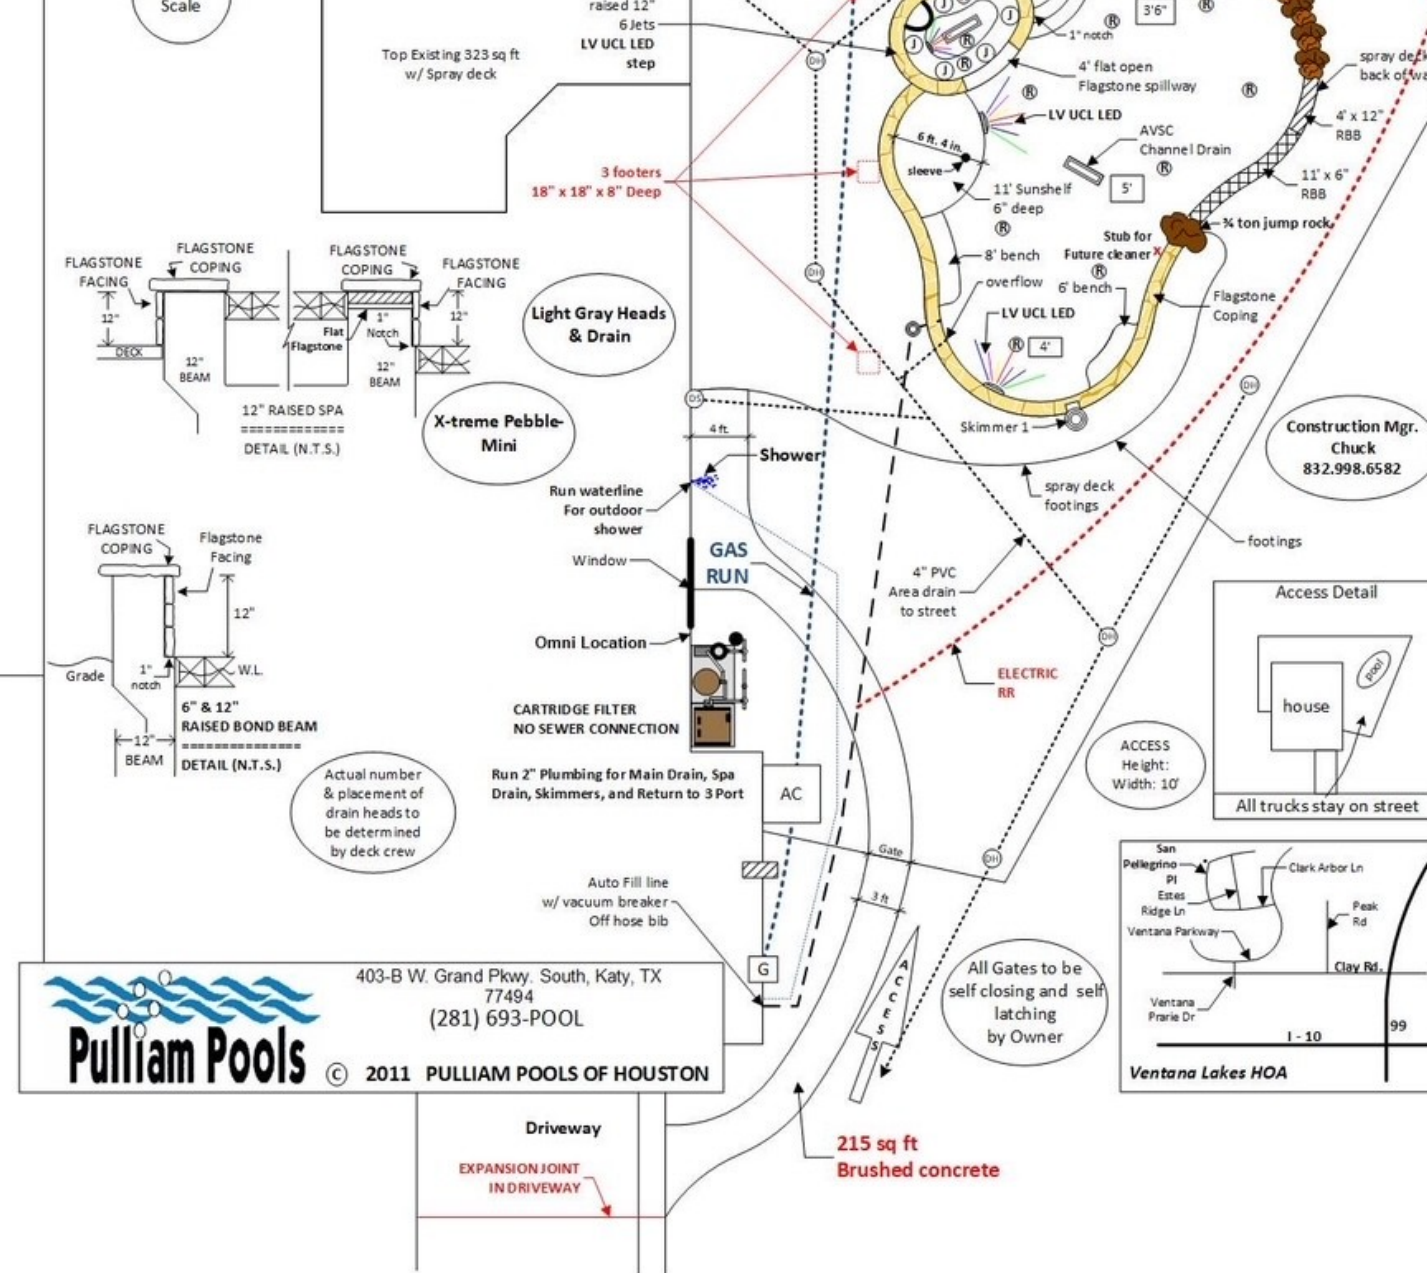 Scale
raised 12"
6 Jets
LV UCL LED
step
Top Existing 323 sq ft
w/ Spray deck
3'6"
1" notch
4' flat open
Flagstone spillway
J
J
J
J
J
R
R
R
R
R
R
R
R
R
R
spray deck
back of wa
4' x 12"
RBB
LV UCL LED
AVSC
Channel Drain
5'
11' x 6"
RBB
6 ft. 4 in.
sleeve
11' Sunshelf
6" deep
3 footers
18" x 18" x 8" Deep
¾ ton jump rock
Stub for
Future cleaner
x
8' bench
overflow
6' bench
Flagstone
Coping
LV UCL LED
4'
Skimmer 1
DH
DH
DH
DH
DH
DS
FLAGSTONE
COPING
FLAGSTONE
FACING
FLAGSTONE
COPING
FLAGSTONE
FACING
12"
12"
DECK
12"
BEAM
Flat
Flagstone
1"
Notch
12"
BEAM
12" RAISED SPA
=============
DETAIL (N.T.S.)
Light Gray Heads
& Drain
X-treme Pebble-
Mini
Construction Mgr.
Chuck
832.998.6582
4 ft.
Shower
Run waterline
For outdoor
shower
Window
GAS
RUN
spray deck
footings
footings
4" PVC
Area drain
to street
Omni Location
ELECTRIC
RR
FLAGSTONE
COPING
Flagstone
Facing
12"
Grade
1"
notch
W.L.
12"
BEAM
6" & 12"
RAISED BOND BEAM
===============
DETAIL (N.T.S.)
CARTRIDGE FILTER
NO SEWER CONNECTION
Run 2" Plumbing for Main Drain, Spa
Drain, Skimmers, and Return to 3 Port
AC
Actual number
& placement of
drain heads to
be determined
by deck crew
Access Detail
pool
house
All trucks stay on street
ACCESS
Height:
Width: 10'
Gate
3 ft
Auto Fill line
w/ vacuum breaker
Off hose bib
G
ACCESS
All Gates to be
self closing and self
latching
by Owner
San
Pellegrino
Pl
Estes
Ridge Ln
Clark Arbor Ln
Peak
Rd
Ventana Parkway
Clay Rd.
Ventana
Prarie Dr
I - 10
99
Ventana Lakes HOA
Pulliam Pools
403-B W. Grand Pkwy. South, Katy, TX
77494
(281) 693-POOL
© 2011 PULLIAM POOLS OF HOUSTON
Driveway
EXPANSION JOINT
IN DRIVEWAY
215 sq ft
Brushed concrete